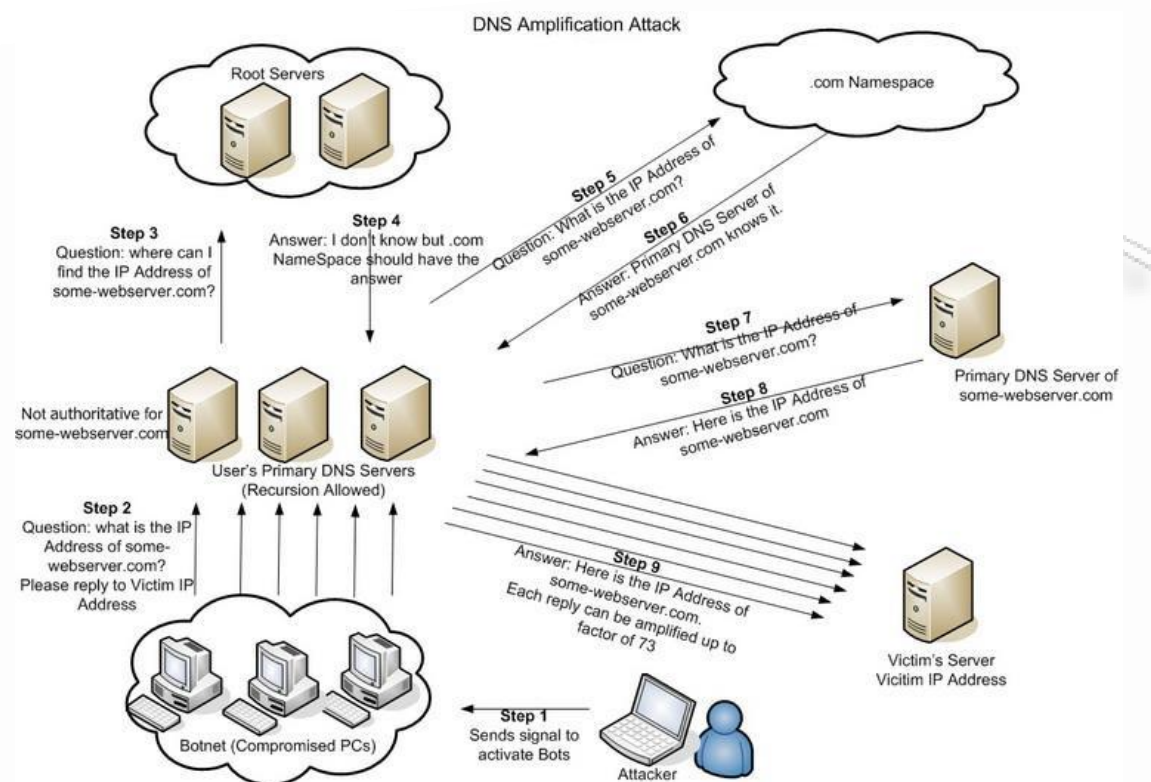 DNS Amplification Attack
Root Servers
.com Namespace
Step 3
Question: where can I
find the IP Address of
some-webserver.com?
Step 4
Answer: I don't know but .com
NameSpace should have the
answer
Step 5
Question: What is the IP Address of
some-webserver.com?
Step 6
Answer: Primary DNS Server of
some-webserver.com knows it.
Step 7
Question: What is the IP Address of
some-webserver.com?
Step 8
Answer: Here is the IP Address of
some-webserver.com
Primary DNS Server of
some-webserver.com
Not authoritative for
some-webserver.com
User's Primary DNS Servers
(Recursion Allowed)
Step 2
Question: what is the IP
Address of some-
webserver.com?
Please reply to Victim IP
Address
Step 9
Answer: Here is the IP Address of
some-webserver.com.
Each reply can be amplified up to
factor of 73
Victim's Server
Vicitim IP Address
Botnet (Compromised PCs)
Step 1
Sends signal to
activate Bots
Attacker